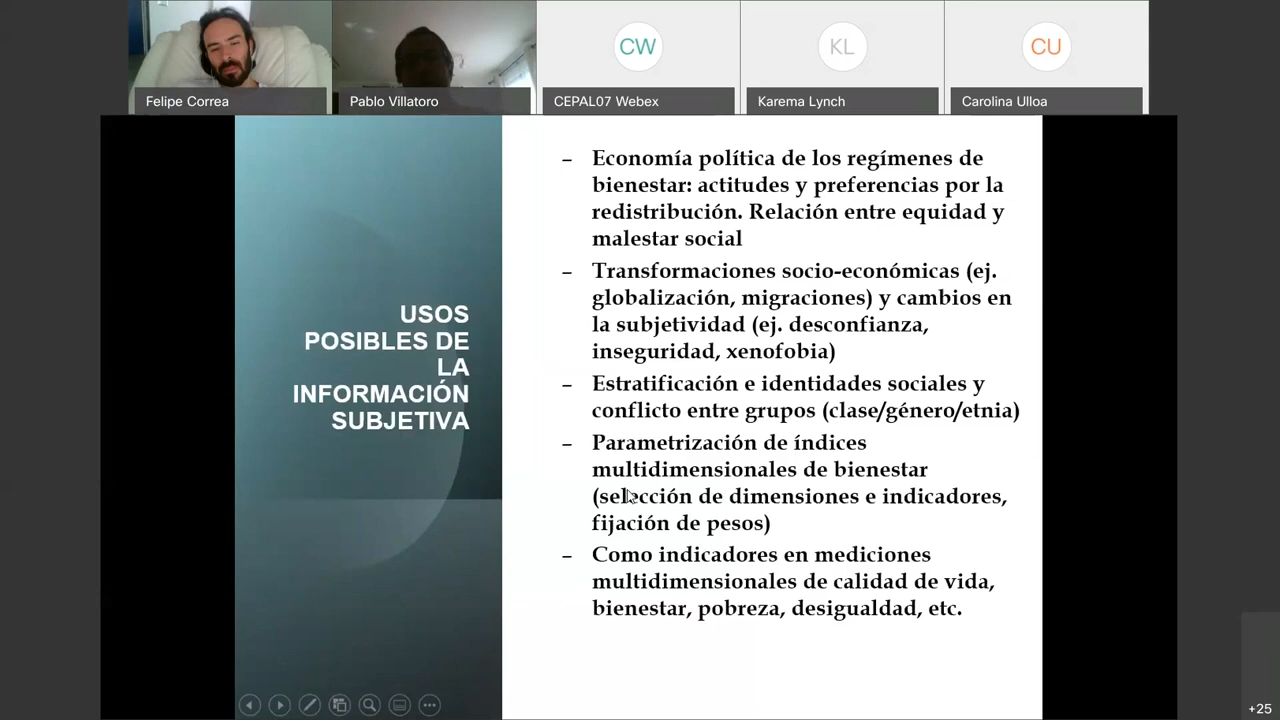 CW
KL
CU
Felipe Correa
Pablo Villatoro
CEPAL07 Webex
Karema Lynch
Carolina Ulloa
USOS
POSIBLES DE
LA
INFORMACIÓN
SUBJETIVA
– Economía política de los regímenes de
bienestar: actitudes y preferencias por la
redistribución. Relación entre equidad y
malestar social
– Transformaciones socio-económicas (ej.
globalización, migraciones) y cambios en
la subjetividad (ej. desconfianza,
inseguridad, xenofobia)
– Estratificación e identidades sociales y
conflicto entre grupos (clase/género/etnia)
– Parametrización de índices
multidimensionales de bienestar
(selección de dimensiones e indicadores,
fijación de pesos)
– Como indicadores en mediciones
multidimensionales de calidad de vida,
bienestar, pobreza, desigualdad, etc.
+25